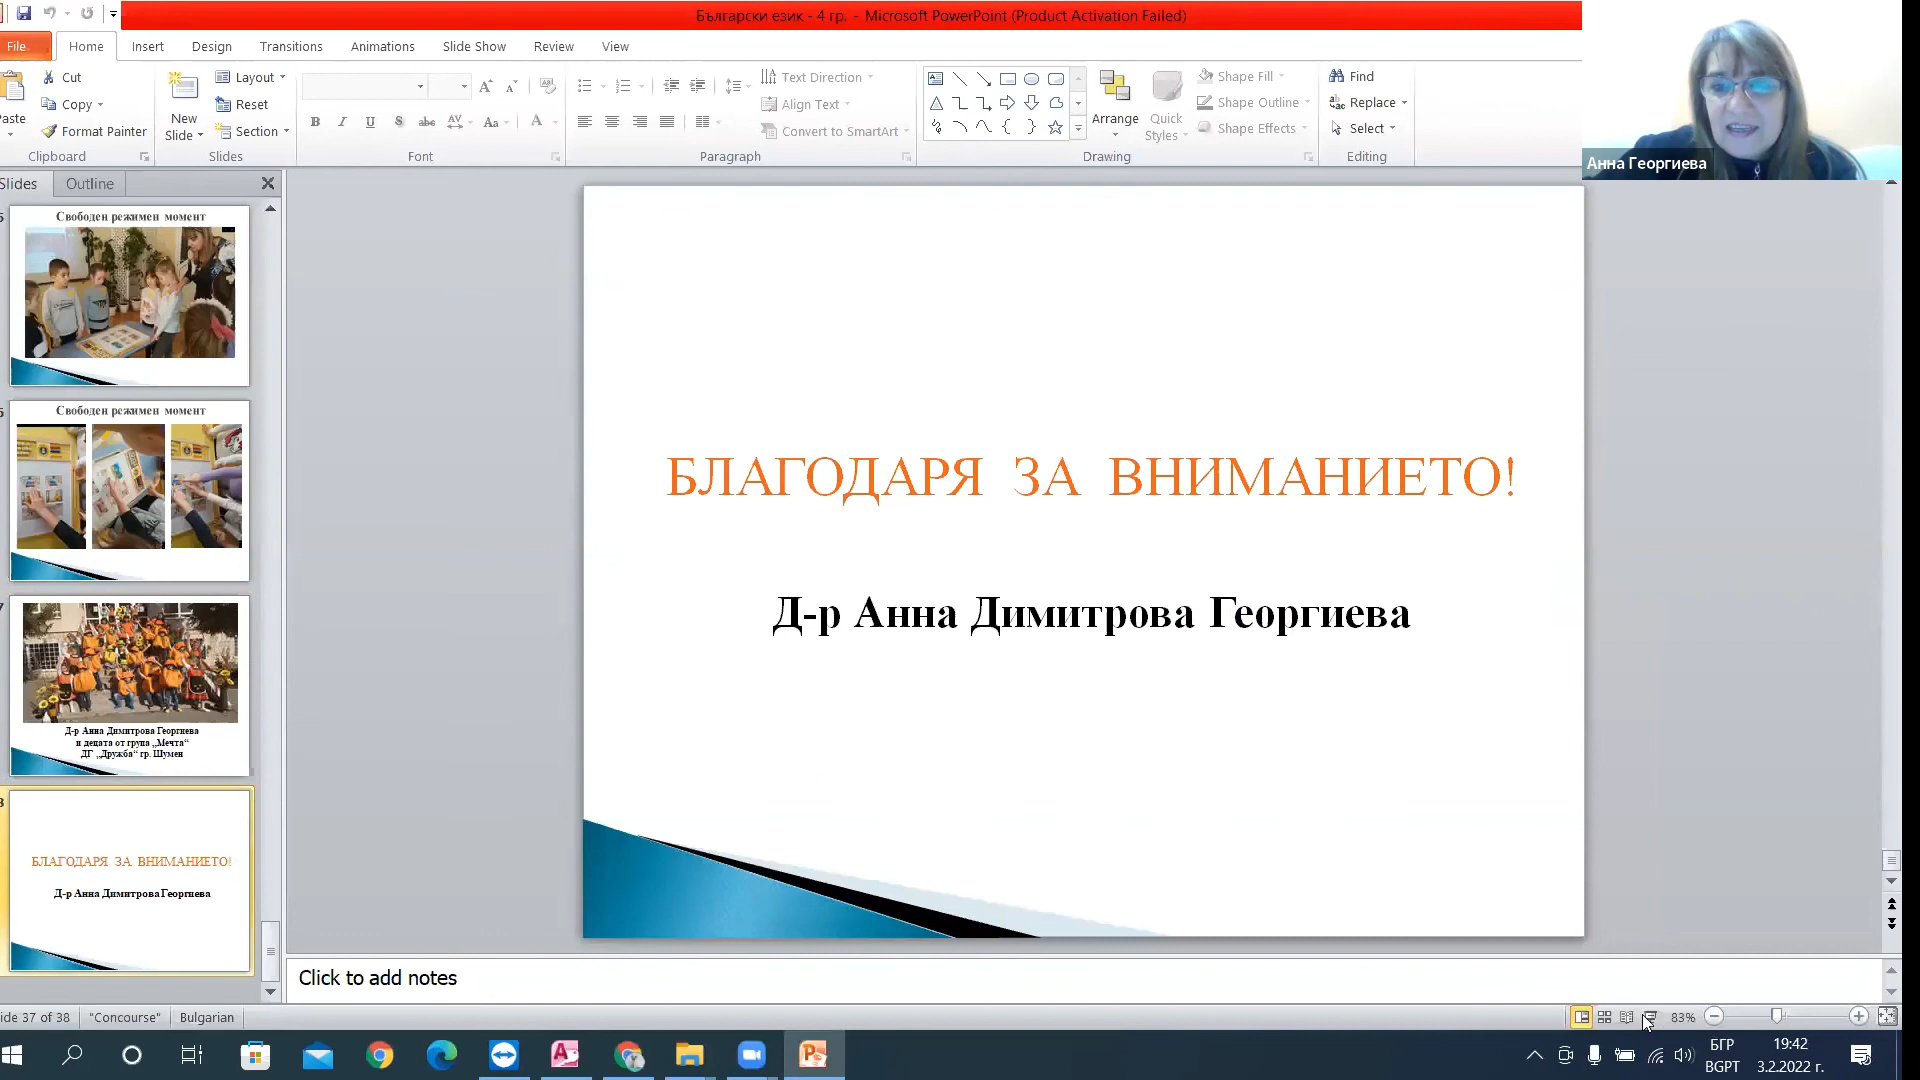 Български език - 4 гр. - Microsoft PowerPoint (Product Activation Failed)
File Home Insert Design Transitions Animations Slide Show Review View
Cut
Copy
Format Painter
Clipboard
New
Slide
Layout
Reset
Section
Slides
B I U S abc AV Aa A
Font
Text Direction
Align Text
Convert to SmartArt
Paragraph
Arrange
Quick
Styles
Shape Fill
Shape Outline
Shape Effects
Drawing
Find
Replace
Select
Editing
Анна Георгиева
Slides Outline
Свободен режимен момент
Свободен режимен момент
Д-р Анна Димитрова Георгиева
и децата от група „Мечта“
ДГ „Дружба“ гр. Шумен
БЛАГОДАРЯ ЗА ВНИМАНИЕТО!
Д-р Анна Димитрова Георгиева
БЛАГОДАРЯ ЗА ВНИМАНИЕТО!
Д-р Анна Димитрова Георгиева
Click to add notes
ide 37 of 38 "Concourse" Bulgarian
83%
БГР
BGPT
19:42
3.2.2022 г.